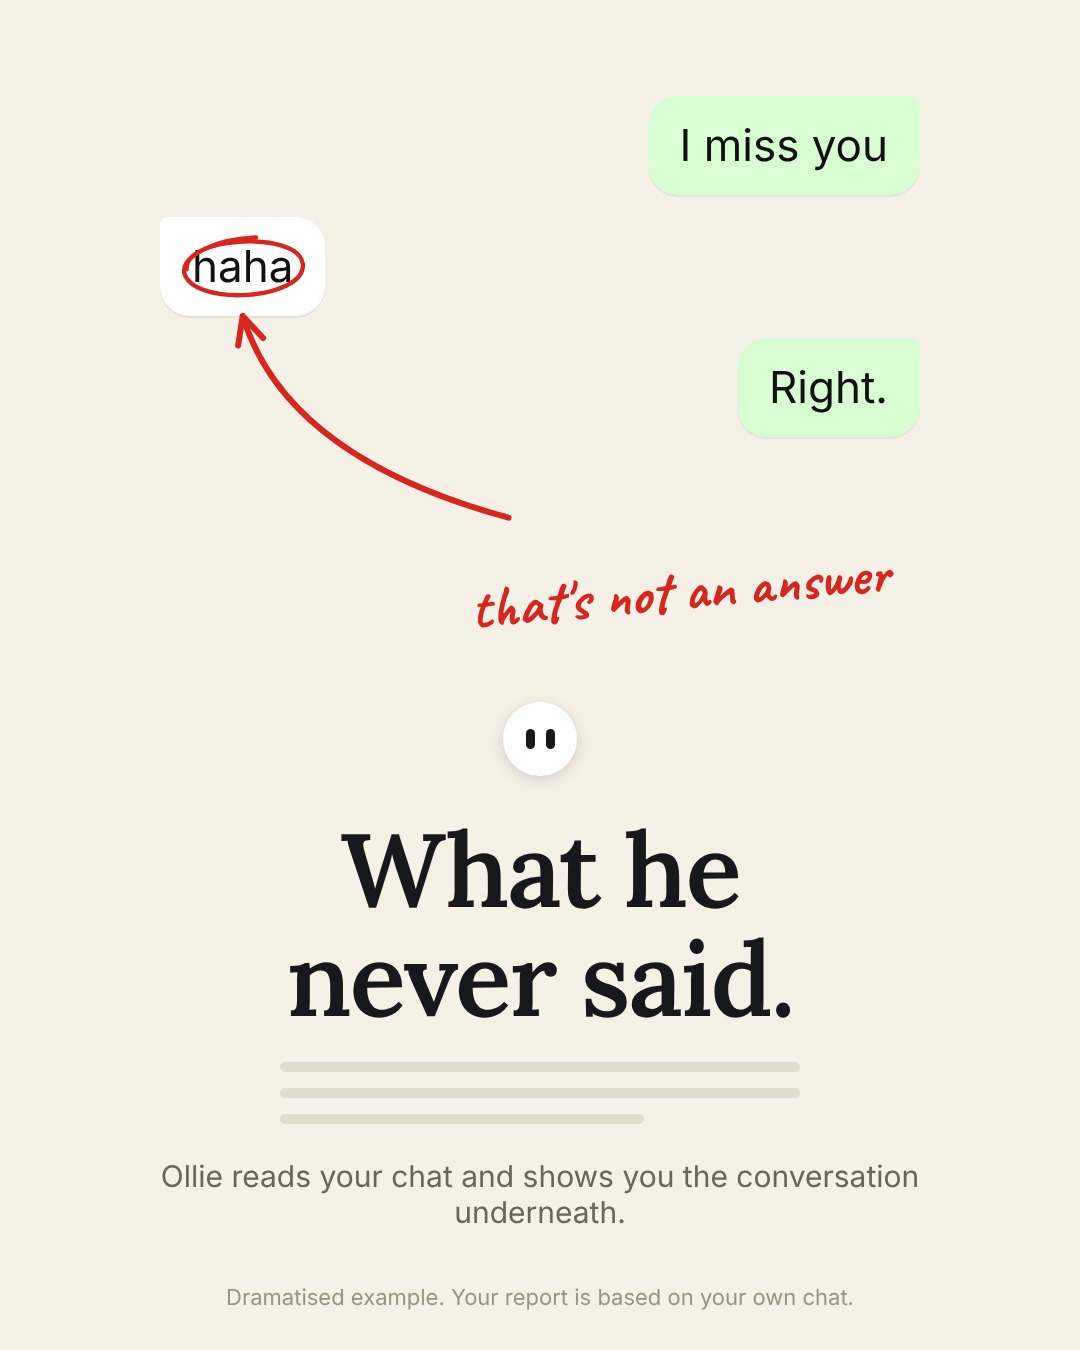 I miss you
haha
Right.
that's not an answer
What he
never said.
Ollie reads your chat and shows you the conversation
underneath.
Dramatised example. Your report is based on your own chat.